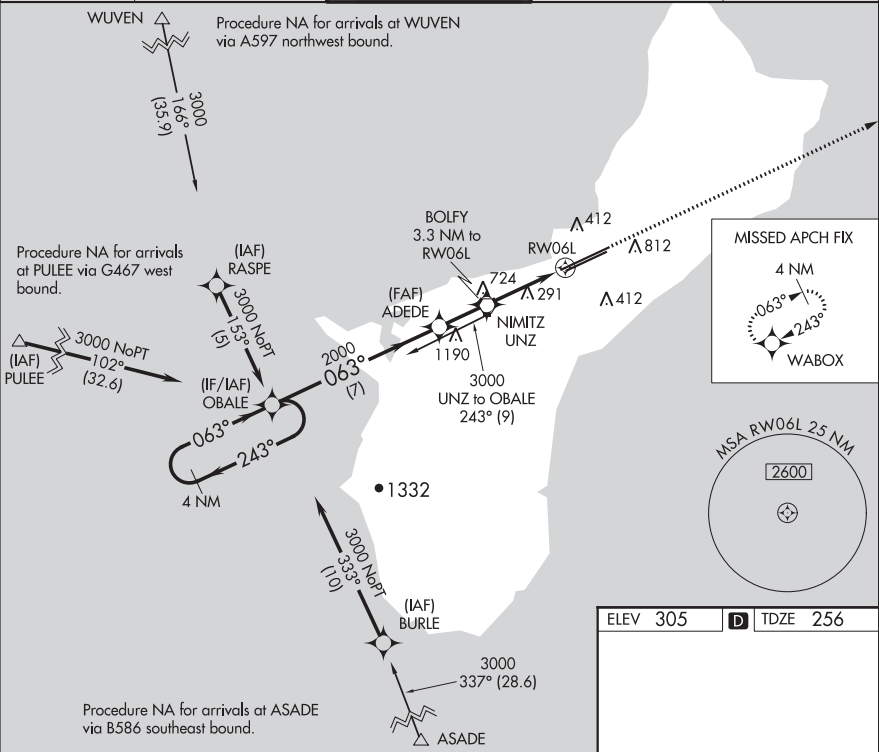 WUVEN
Procedure NA for arrivals at WUVEN
via A597 northwest bound.
3000
166°
(35.9)
Procedure NA for arrivals
at PULEE via G467 west
bound.
(IAF)
RASPE
3000 NoPT
153°
(5)
(IAF)
PULEE
3000 NoPT
102°
(32.6)
(IF/IAF)
OBALE
063°
243°
4 NM
2000
063°
(7)
(FAF)
ADEDE
BOLFY
3.3 NM to
RW06L
RW06L
724
291
412
812
412
NIMITZ
UNZ
1190
3000
UNZ to OBALE
243° (9)
1332
MISSED APCH FIX
4 NM
063°
243°
WABOX
MSA RW06L 25 NM
2600
3000 NoPT
333°
(10)
(IAF)
BURLE
3000
337° (28.6)
ASADE
Procedure NA for arrivals at ASADE
via B586 southeast bound.
ELEV 305 D TDZE 256